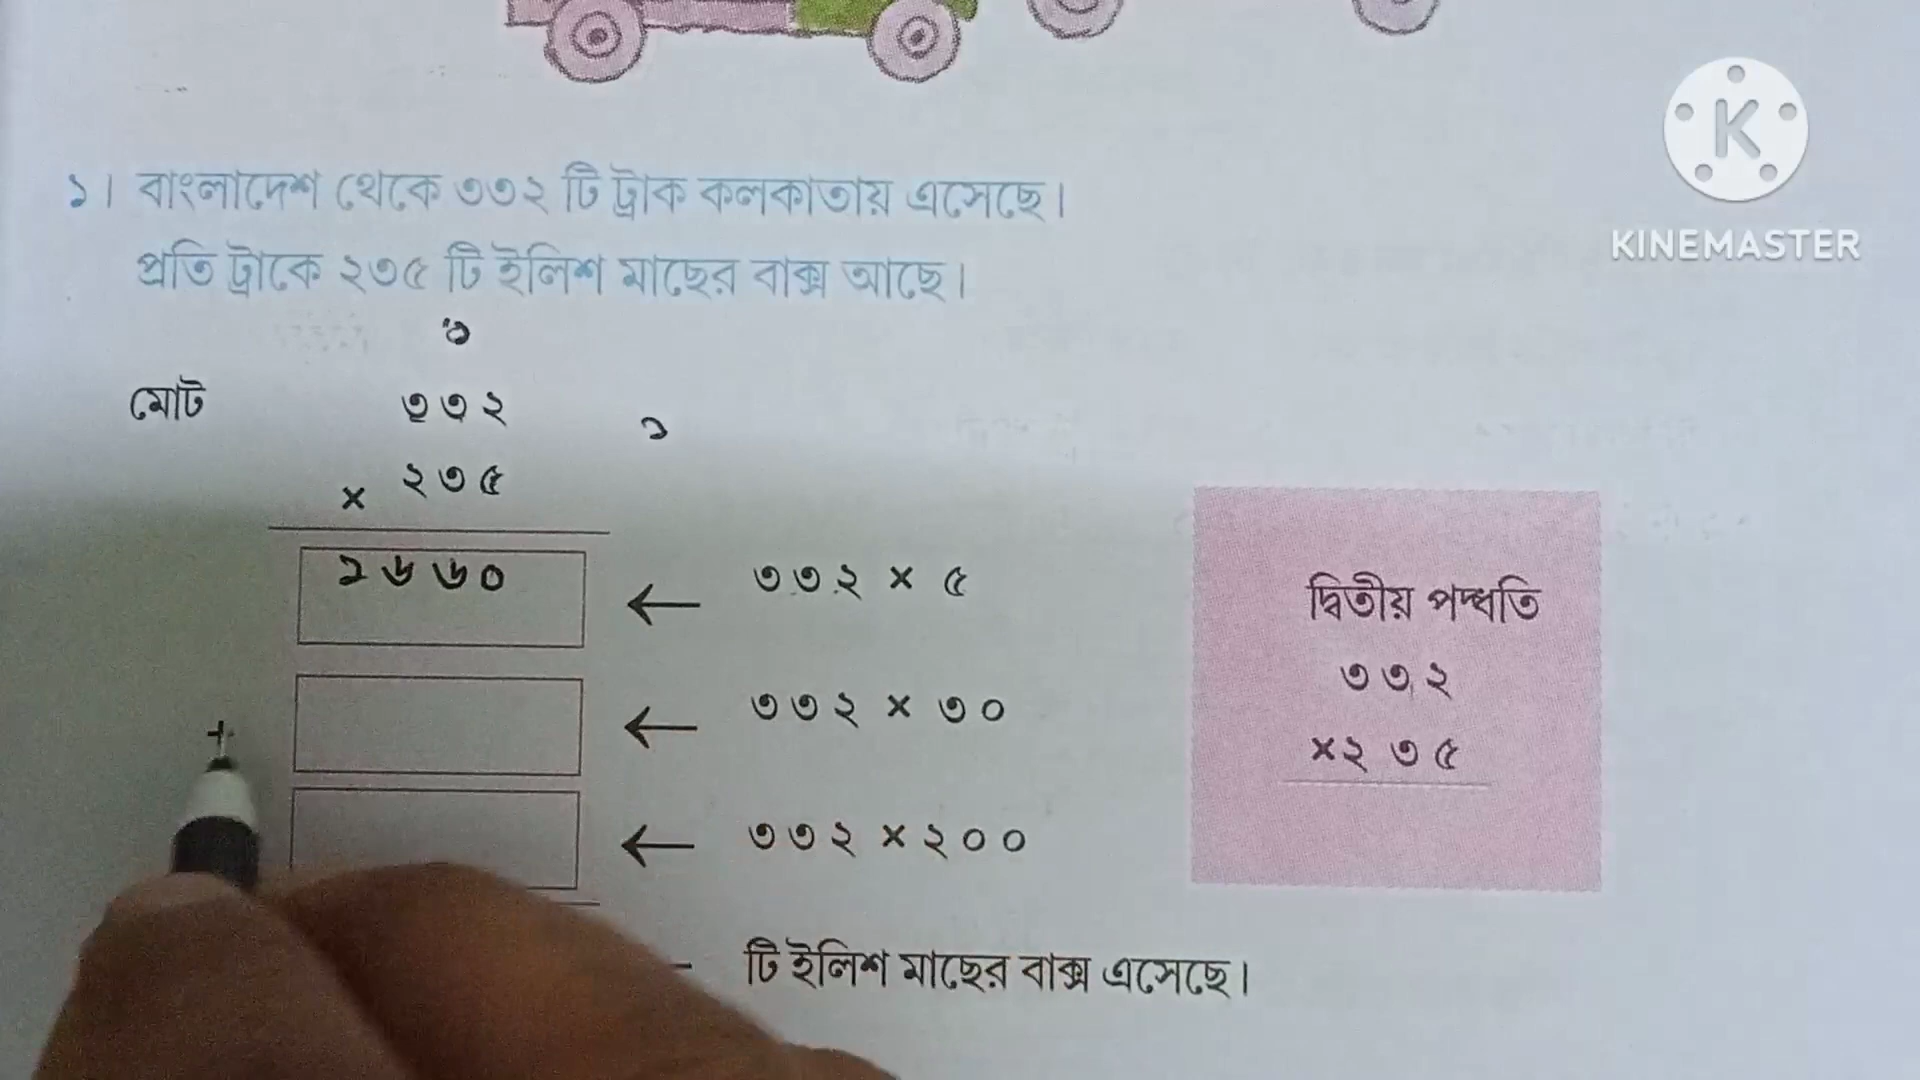 KINEMASTER
১। বাংলাদেশ থেকে ৩৩২ টি ট্রাক কলকাতায় এসেছে।
প্রতি ট্রাকে ২৩৫ টি ইলিশ মাছের বাক্স আছে।
১
মোট ৩৩২ ১
× ২৩৫
১৬৬০ ← ৩৩২ × ৫
+ ← ৩৩২ × ৩০
← ৩৩২ × ২০০
টি ইলিশ মাছের বাক্স এসেছে।
দ্বিতীয় পদ্ধতি
৩৩২
×২৩৫